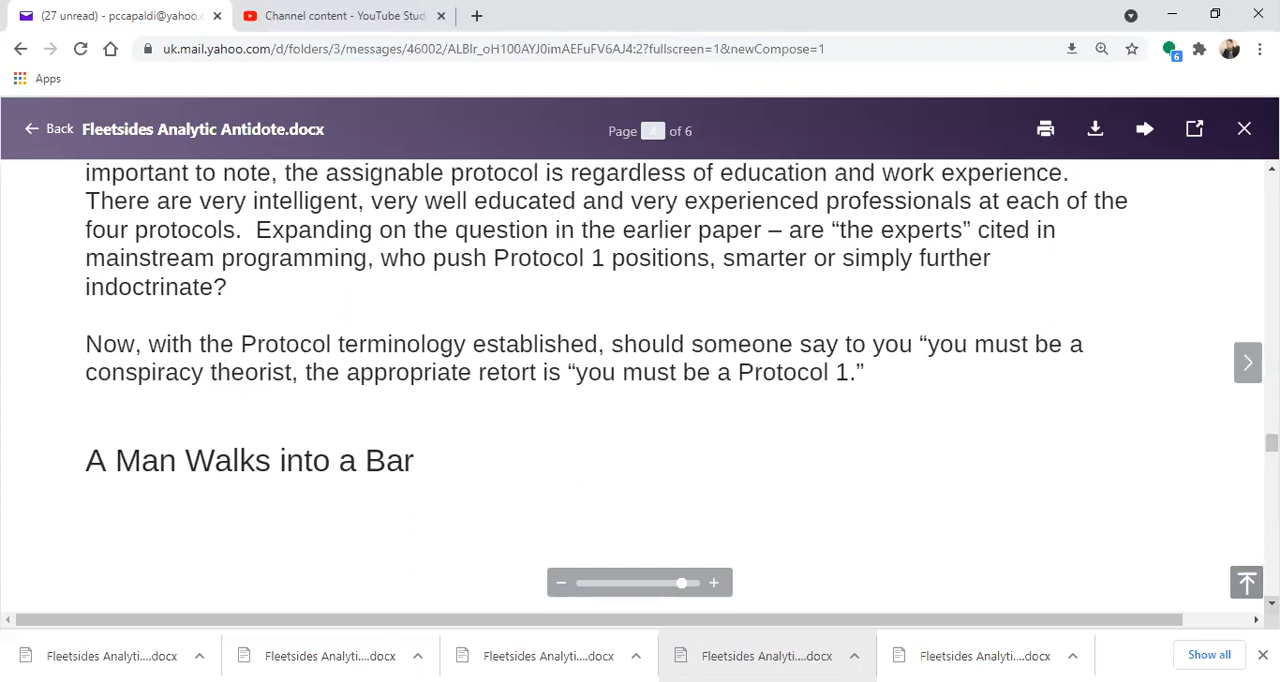 (27 unread) - pccapaldi@yahoo.c
Channel content - YouTube Stud
uk.mail.yahoo.com/d/folders/3/messages/46002/ALBlr_oH100AYJ0imAEFuFV6AJ4:2?fullscreen=1&newCompose=1
6
Apps
Back Fleetsides Analytic Antidote.docx
Page 4 of 6
important to note, the assignable protocol is regardless of education and work experience.
There are very intelligent, very well educated and very experienced professionals at each of the
four protocols.  Expanding on the question in the earlier paper – are “the experts” cited in
mainstream programming, who push Protocol 1 positions, smarter or simply further
indoctrinate?
Now, with the Protocol terminology established, should someone say to you “you must be a
conspiracy theorist, the appropriate retort is “you must be a Protocol 1.”
A Man Walks into a Bar
Fleetsides Analyti....docx
Fleetsides Analyti....docx
Fleetsides Analyti....docx
Fleetsides Analyti....docx
Fleetsides Analyti....docx
Show all